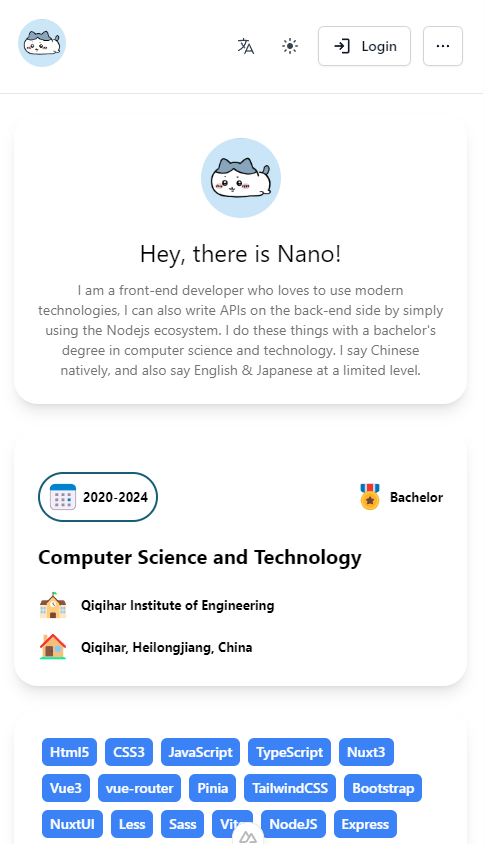 Login
Hey, there is Nano!
I am a front-end developer who loves to use modern
technologies, I can also write APIs on the back-end side by simply
using the Nodejs ecosystem. I do these things with a bachelor's
degree in computer science and technology. I say Chinese
natively, and also say English & Japanese at a limited level.
2020-2024 Bachelor
Computer Science and Technology
Qiqihar Institute of Engineering
Qiqihar, Heilongjiang, China
Html5 CSS3 JavaScript TypeScript Nuxt3
Vue3 vue-router Pinia TailwindCSS Bootstrap
NuxtUI Less Sass NodeJS Express